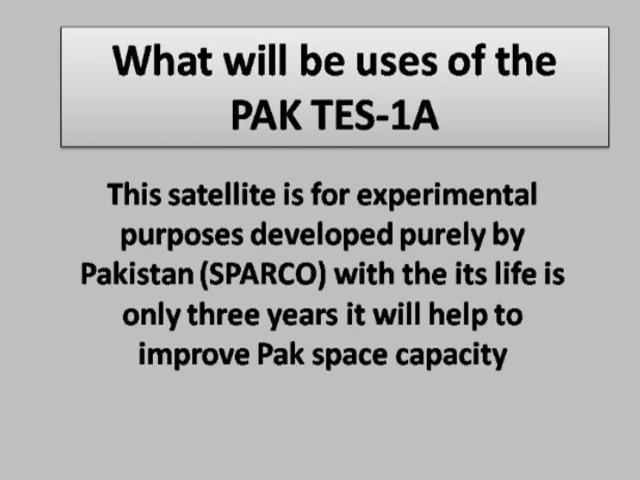 What will be uses of the
PAK TES-1A
This satellite is for experimental
purposes developed purely by
Pakistan (SPARCO) with the its life is
only three years it will help to
improve Pak space capacity